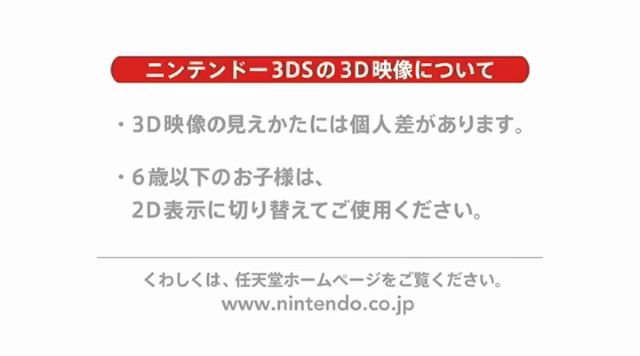 ニンテンドー3DSの3D映像について
・3D映像の見えかたには個人差があります。
・6歳以下のお子様は、
2D表示に切り替えてご使用ください。
くわしくは、任天堂ホームページをご覧ください。
www.nintendo.co.jp